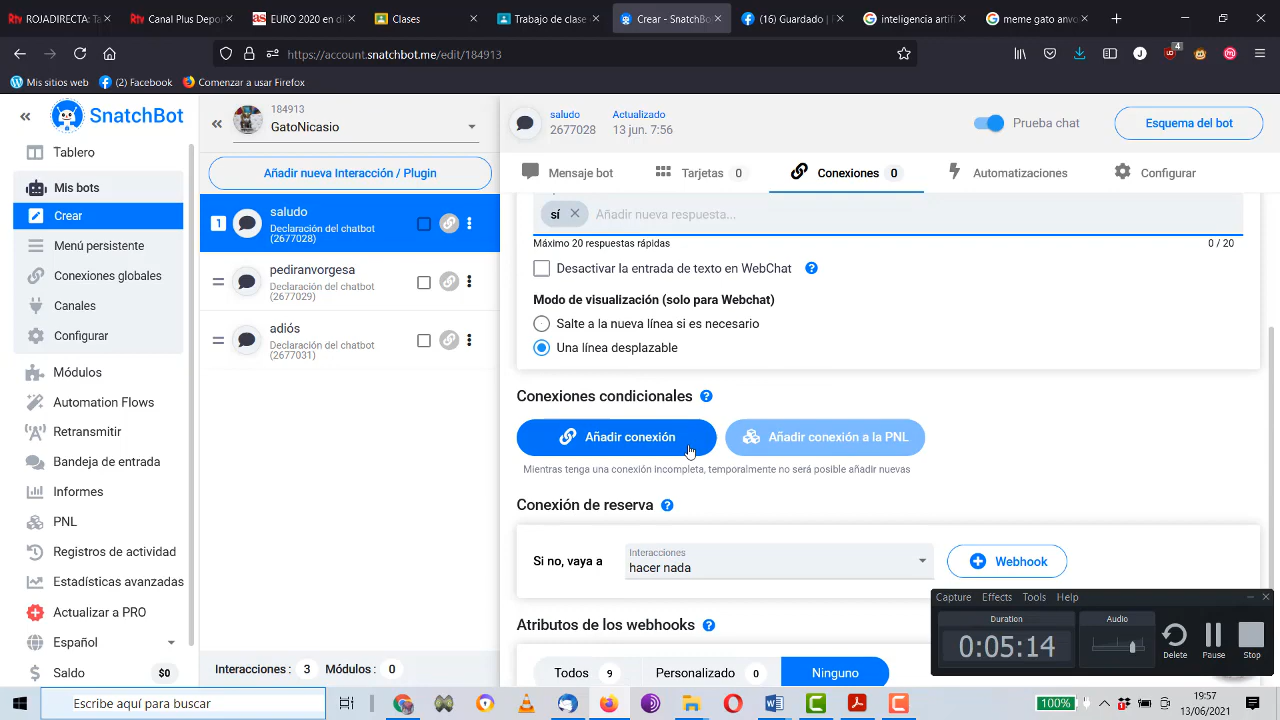 ROJADIRECTA: Ta
Canal Plus Depor
EURO 2020 en di
Clases
Trabajo de clase
Crear - SnatchBo
(16) Guardado |
inteligencia artifi
meme gato anvo
https://account.snatchbot.me/edit/184913
4
Mis sitios web
(2) Facebook
Comenzar a usar Firefox
SnatchBot
Tablero
Mis bots
Crear
Menú persistente
Conexiones globales
Canales
Configurar
Módulos
Automation Flows
Retransmitir
Bandeja de entrada
Informes
PNL
Registros de actividad
Estadísticas avanzadas
Actualizar a PRO
Español
Saldo $0
184913
GatoNicasio
Añadir nueva Interacción / Plugin
1
saludo
Declaración del chatbot
(2677028)
pediranvorgesa
Declaración del chatbot
(2677029)
adiós
Declaración del chatbot
(2677031)
Interacciones : 3 Módulos : 0
saludo
2677028
Actualizado
13 jun. 7:56
Prueba chat
Esquema del bot
Mensaje bot
Tarjetas 0
Conexiones 0
Automatizaciones
Configurar
sí
Añadir nueva respuesta...
Máximo 20 respuestas rápidas
0 / 20
Desactivar la entrada de texto en WebChat
Modo de visualización (solo para Webchat)
Salte a la nueva línea si es necesario
Una línea desplazable
Conexiones condicionales
Añadir conexión
Añadir conexión a la PNL
Mientras tenga una conexión incompleta, temporalmente no será posible añadir nuevas
Conexión de reserva
Si no, vaya a
Interacciones
hacer nada
Webhook
Atributos de los webhooks
Todos 9
Personalizado 0
Ninguno
Capture Effects Tools Help
Duration
0:05:14
Audio
Delete
Pause
Stop
Escribe aquí para buscar
100%
19:57
13/06/2021